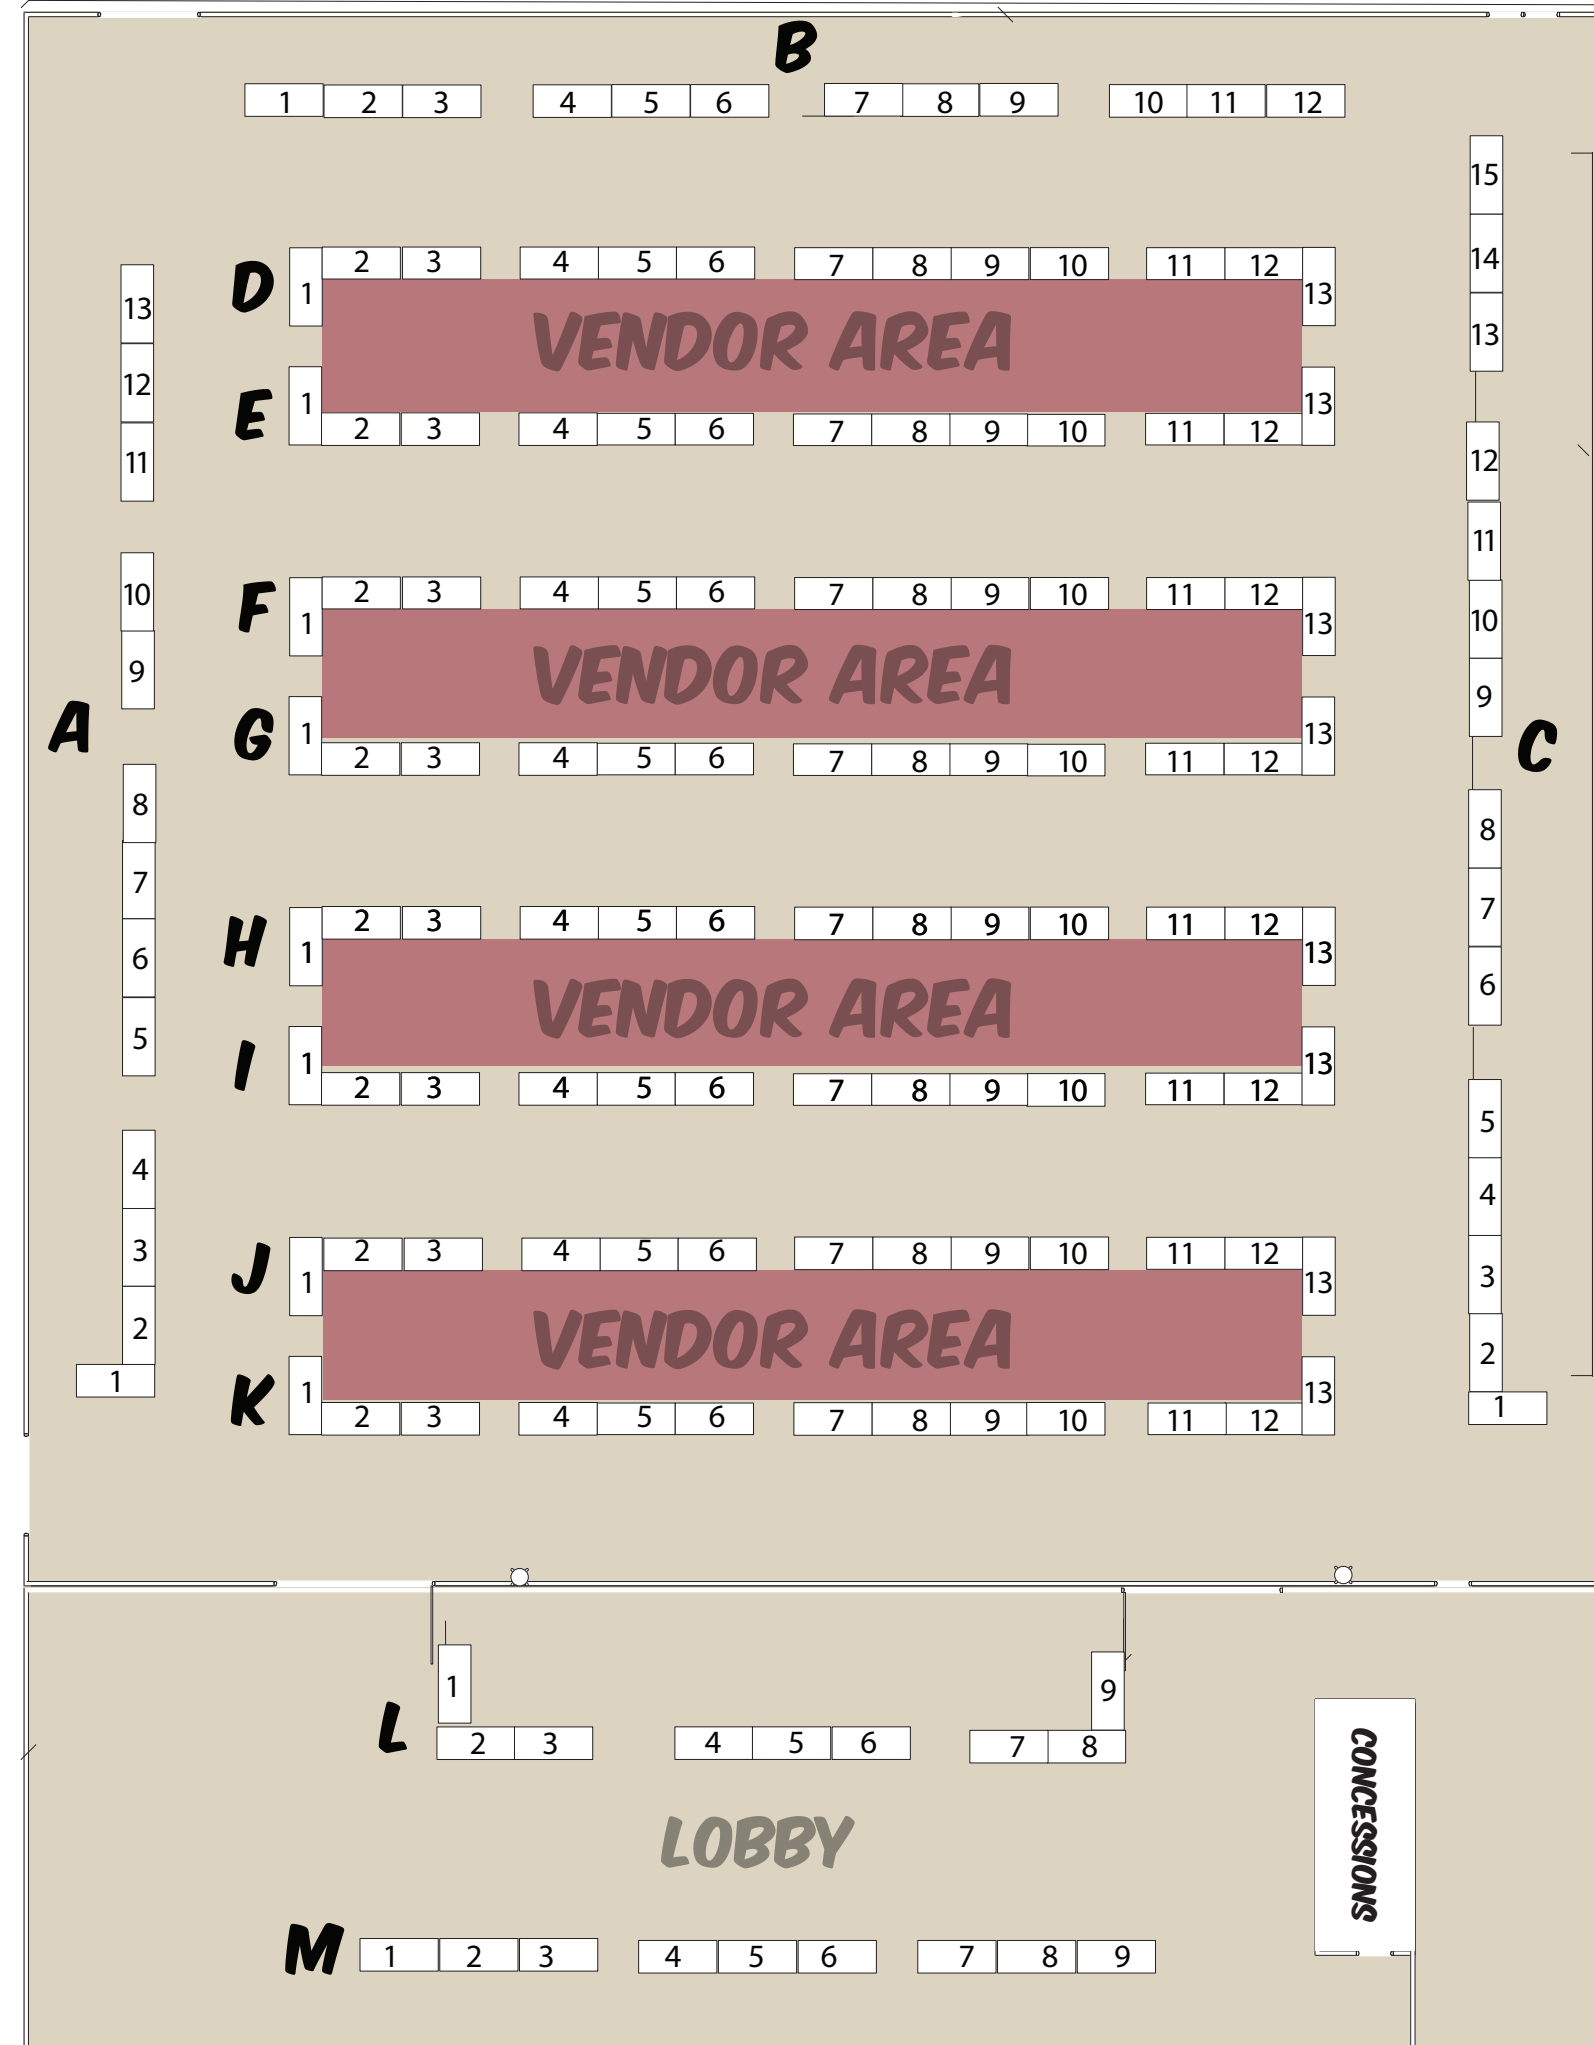 B
1 2 3 4 5 6 7 8 9 10 11 12
A
13
12
11
10
9
8
7
6
5
4
3
2
1
D
1 2 3 4 5 6 7 8 9 10 11 12 13
VENDOR AREA
E
1 2 3 4 5 6 7 8 9 10 11 12 13
F
1 2 3 4 5 6 7 8 9 10 11 12 13
VENDOR AREA
G
1 2 3 4 5 6 7 8 9 10 11 12 13
H
1 2 3 4 5 6 7 8 9 10 11 12 13
VENDOR AREA
I
1 2 3 4 5 6 7 8 9 10 11 12 13
J
1 2 3 4 5 6 7 8 9 10 11 12 13
VENDOR AREA
K
1 2 3 4 5 6 7 8 9 10 11 12 13
C
15
14
13
12
11
10
9
8
7
6
5
4
3
2
1
L
1 2 3 4 5 6 7 8 9
LOBBY
CONCESSIONS
M
1 2 3 4 5 6 7 8 9